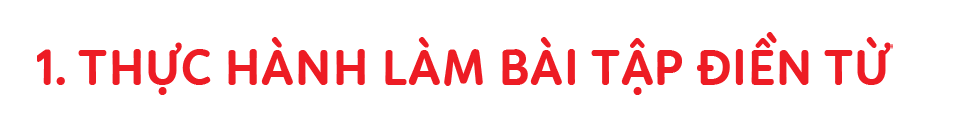 1. THỰC HÀNH LÀM BÀI TẬP ĐIỀN TỪ